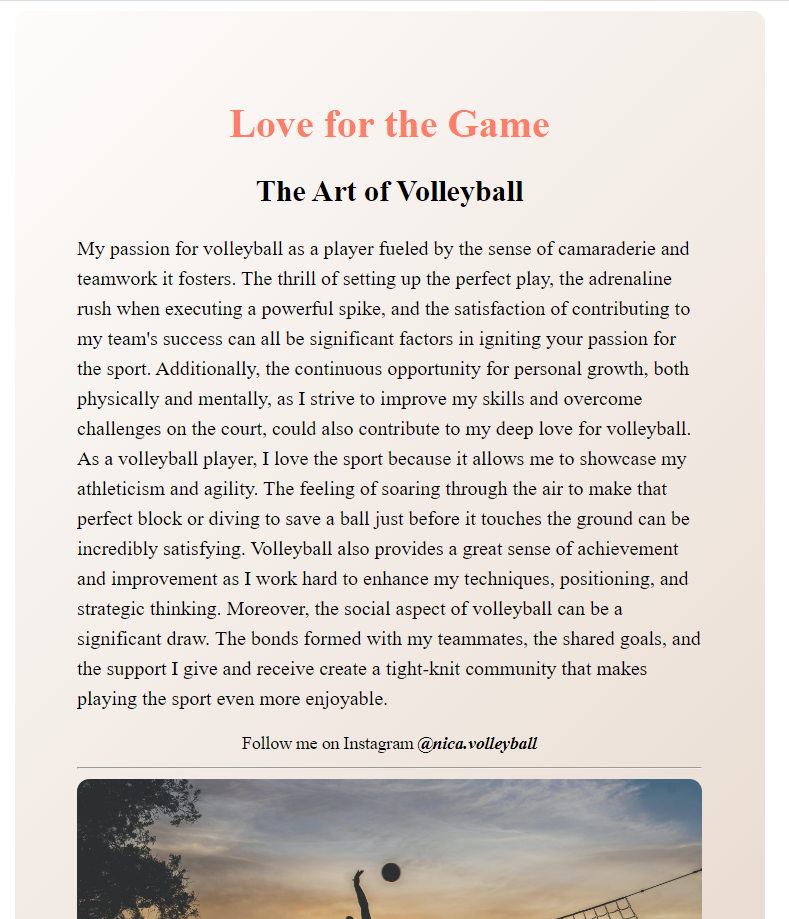 Love for the Game
The Art of Volleyball
My passion for volleyball as a player fueled by the sense of camaraderie and
teamwork it fosters. The thrill of setting up the perfect play, the adrenaline
rush when executing a powerful spike, and the satisfaction of contributing to
my team's success can all be significant factors in igniting your passion for
the sport. Additionally, the continuous opportunity for personal growth, both
physically and mentally, as I strive to improve my skills and overcome
challenges on the court, could also contribute to my deep love for volleyball.
As a volleyball player, I love the sport because it allows me to showcase my
athleticism and agility. The feeling of soaring through the air to make that
perfect block or diving to save a ball just before it touches the ground can be
incredibly satisfying. Volleyball also provides a great sense of achievement
and improvement as I work hard to enhance my techniques, positioning, and
strategic thinking. Moreover, the social aspect of volleyball can be a
significant draw. The bonds formed with my teammates, the shared goals, and
the support I give and receive create a tight-knit community that makes
playing the sport even more enjoyable.
Follow me on Instagram @nica.volleyball